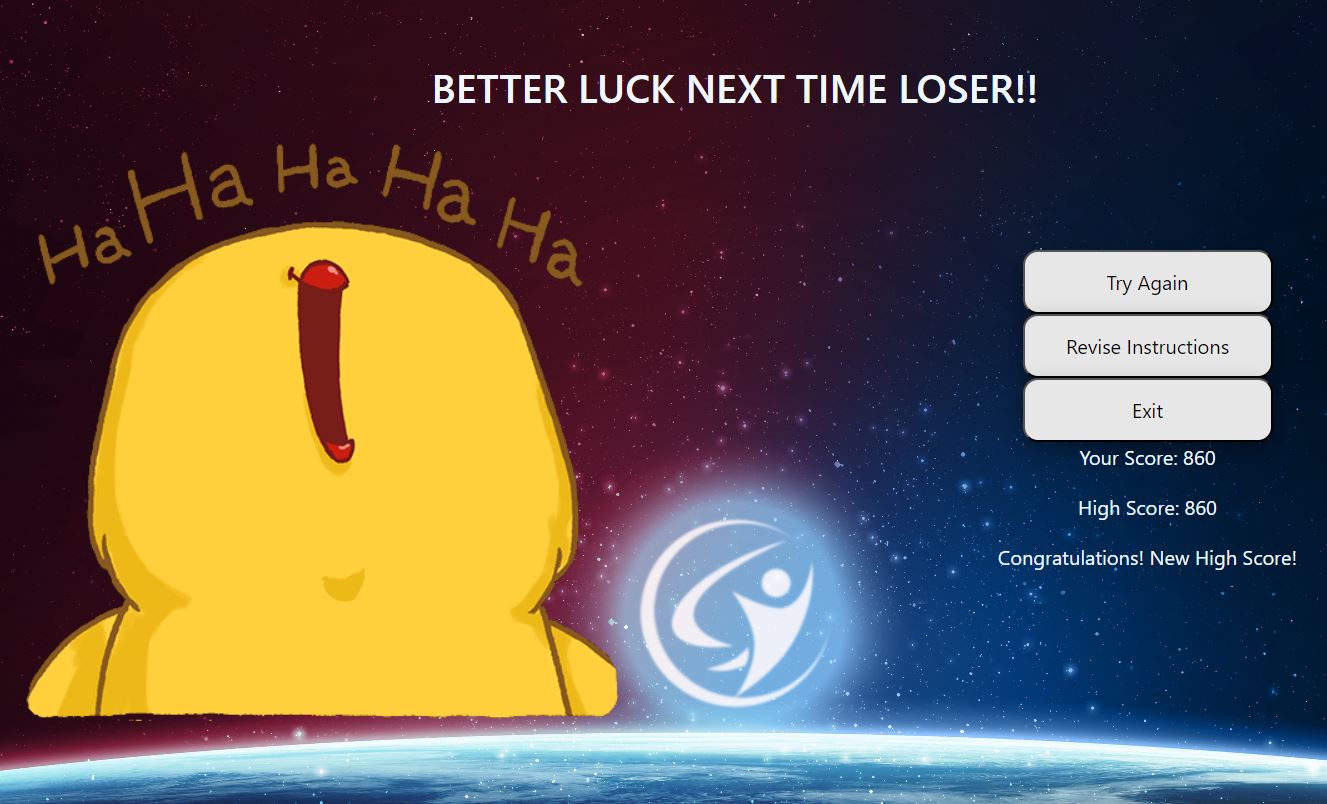 BETTER LUCK NEXT TIME LOSER!!
Ha Ha Ha Ha Ha
Try Again
Revise Instructions
Exit
Your Score: 860
High Score: 860
Congratulations! New High Score!